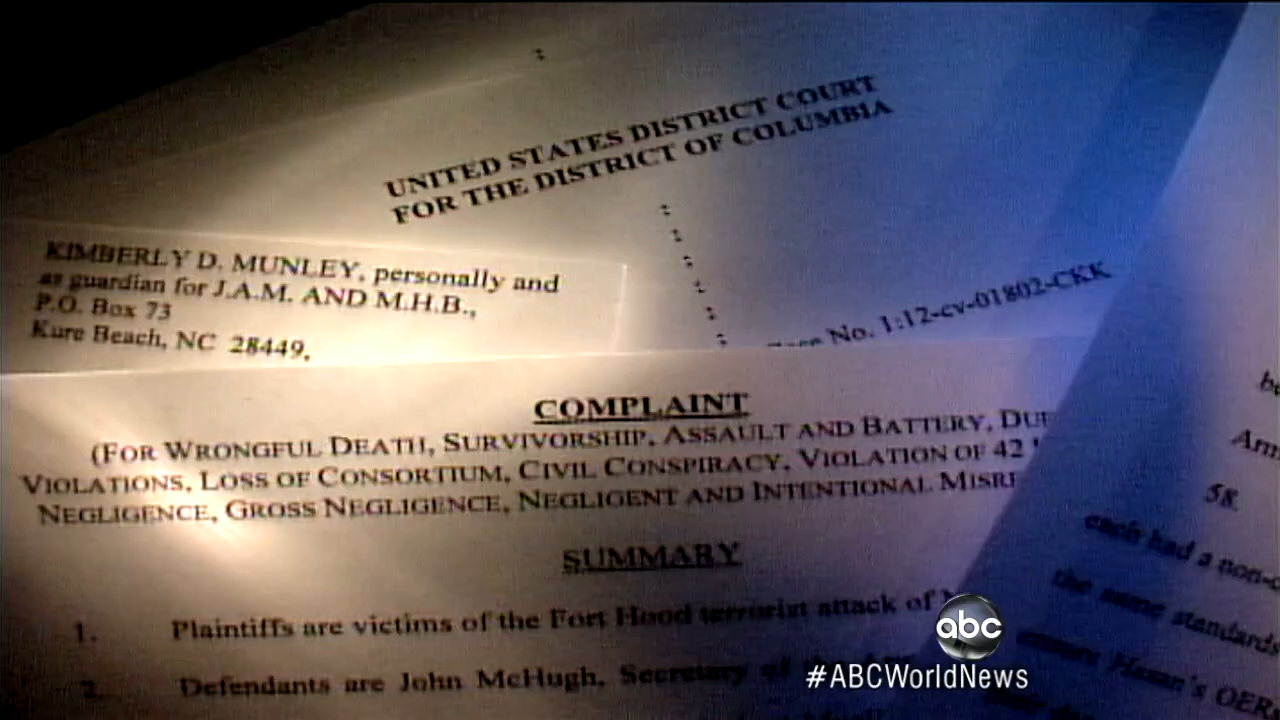 UNITED STATES DISTRICT COURT
FOR THE DISTRICT OF COLUMBIA
KIMBERLY D. MUNLEY, personally and
as guardian for J.A.M. AND M.H.B.,
P.O. Box 73
Kure Beach, NC 28449,
No. 1:12-cv-01802-CKK
COMPLAINT
(FOR WRONGFUL DEATH, SURVIVORSHIP, ASSAULT AND BATTERY, DUE
VIOLATIONS, LOSS OF CONSORTIUM, CIVIL CONSPIRACY, VIOLATION OF 42
NEGLIGENCE, GROSS NEGLIGENCE, NEGLIGENT AND INTENTIONAL
SUMMARY
1. Plaintiffs are victims of the Fort Hood terrorist attack of
2. Defendants are John McHugh, Secretary of
58.
each had a
the same standards
Hasan's
abc
#ABCWorldNews